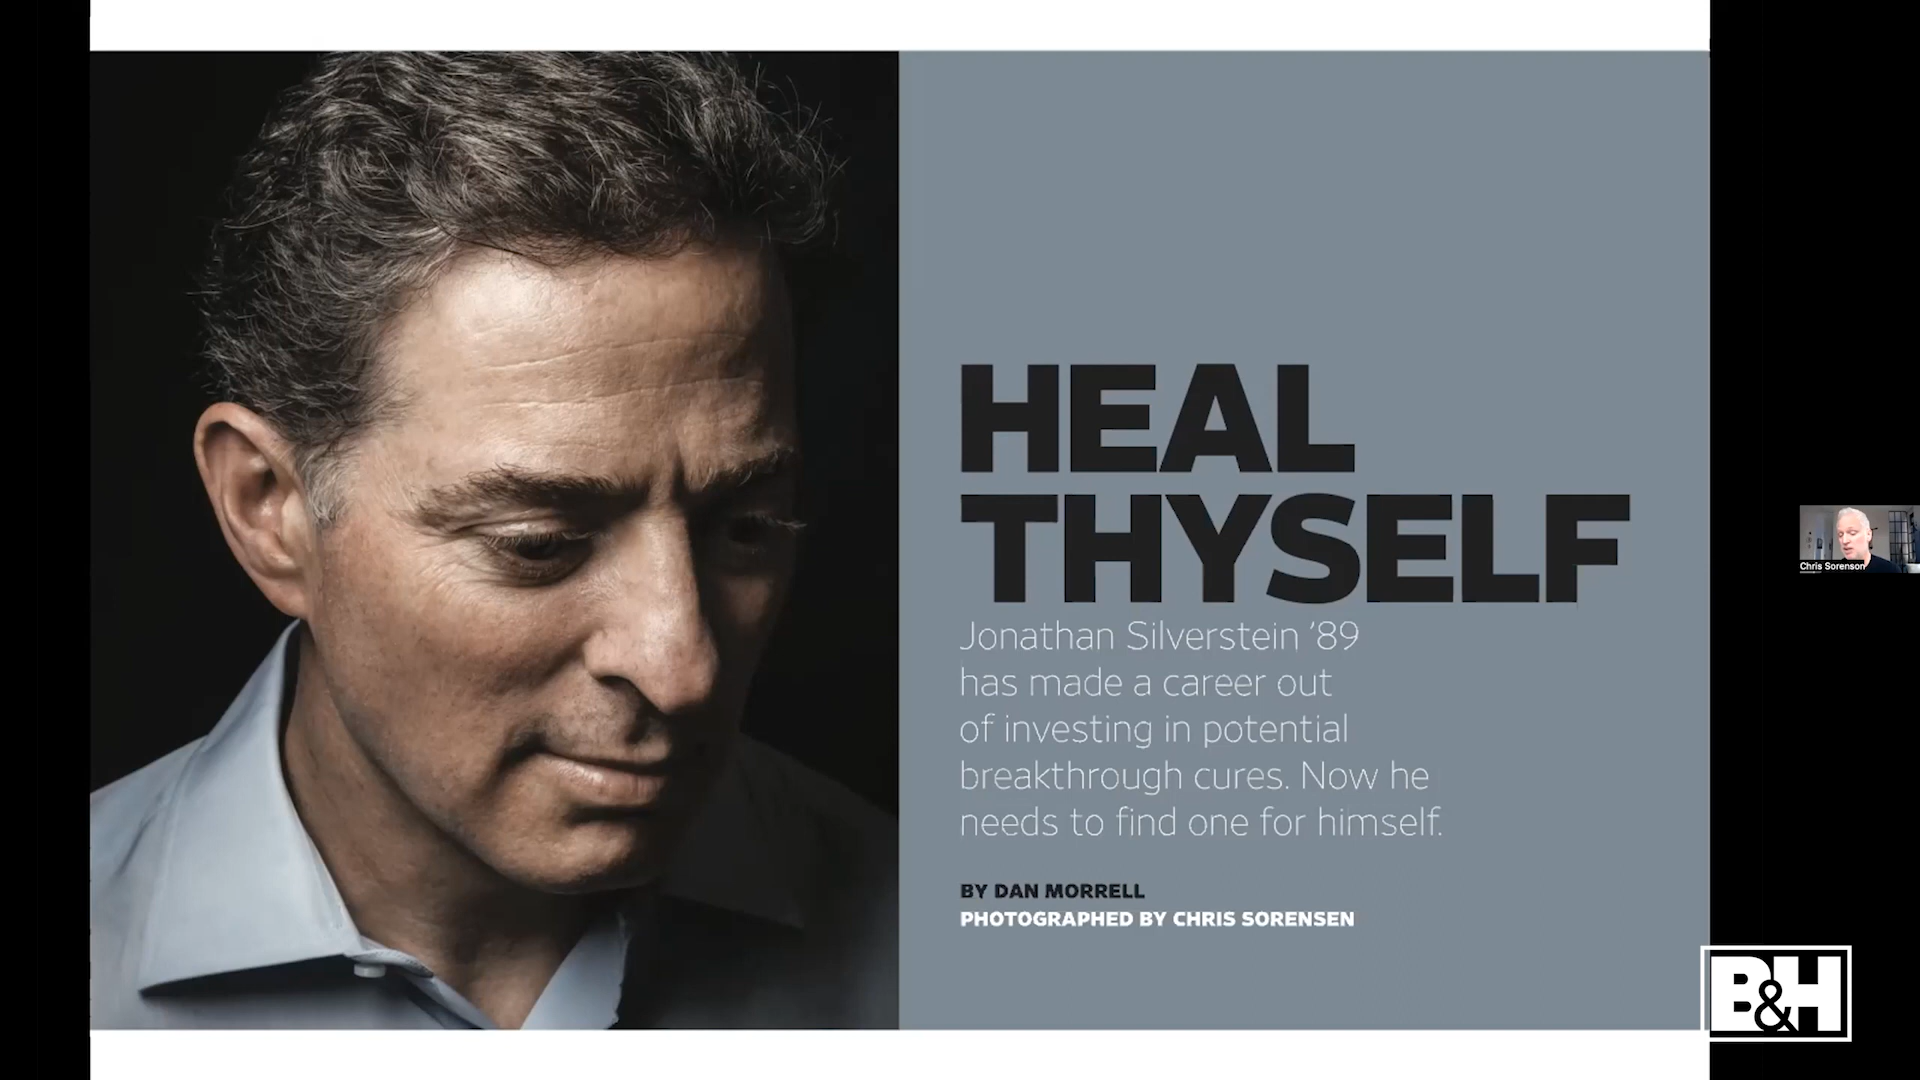 HEAL
THYSELF
Jonathan Silverstein ’89
has made a career out
of investing in potential
breakthrough cures. Now he
needs to find one for himself.
BY DAN MORRELL
PHOTOGRAPHED BY CHRIS SORENSEN
Chris Sorenson
B&H